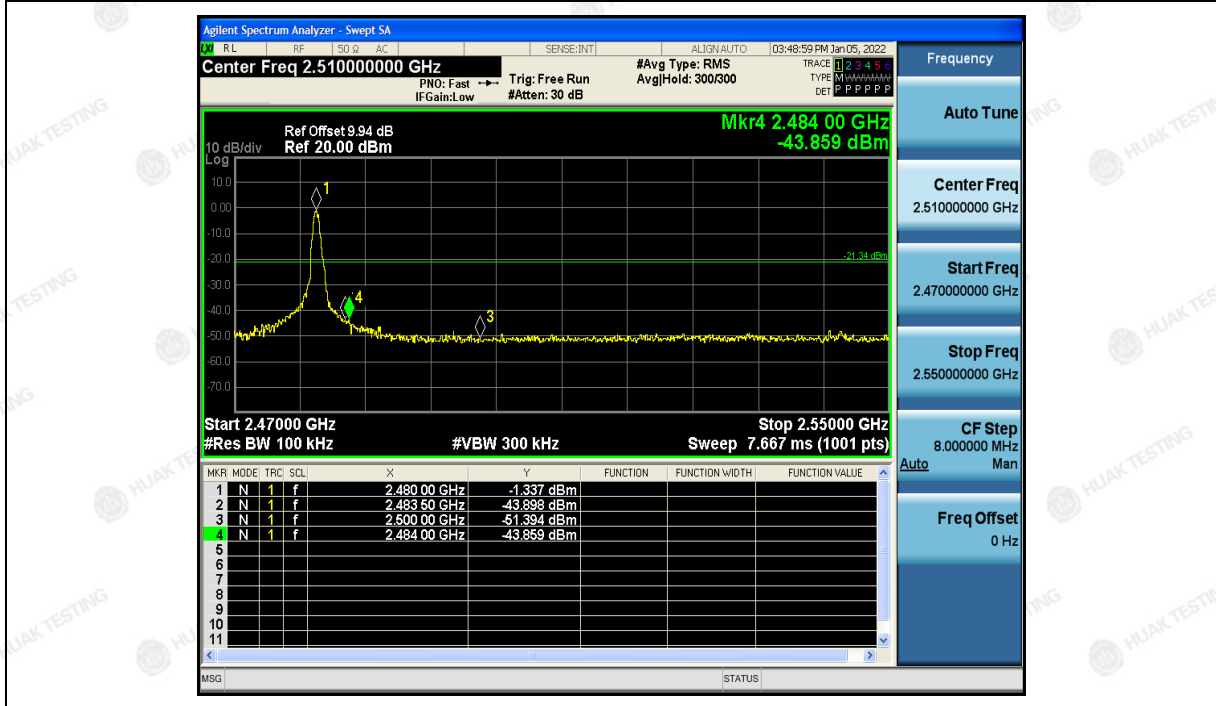 Agilent Spectrum Analyzer - Swept SA
LXI RL RF 50 Ω AC SENSE:INT ALIGN AUTO 03:48:59 PM Jan 05, 2022
Center Freq 2.510000000 GHz
PNO: Fast
IFGain:Low
Trig: Free Run
#Atten: 30 dB
#Avg Type: RMS
Avg|Hold: 300/300
TRACE 1 2 3 4 5 6
TYPE M
DET P P P P P P
Mkr4 2.484 00 GHz
-43.859 dBm
Ref Offset 9.94 dB
10 dB/div Ref 20.00 dBm
Log
10.0
0.00
-10.0
-20.0
-30.0
-40.0
-50.0
-60.0
-70.0
1
4
3
-21.34 dBm
Start 2.47000 GHz Stop 2.55000 GHz
#Res BW 100 kHz #VBW 300 kHz Sweep 7.667 ms (1001 pts)
MKR MODE TRC SCL X Y FUNCTION FUNCTION WIDTH FUNCTION VALUE
1 N 1 f 2.480 00 GHz -1.337 dBm
2 N 1 f 2.483 50 GHz -43.898 dBm
3 N 1 f 2.500 00 GHz -51.394 dBm
4 N 1 f 2.484 00 GHz -43.859 dBm
5
6
7
8
9
10
11
MSG STATUS
Frequency
Auto Tune
Center Freq
2.510000000 GHz
Start Freq
2.470000000 GHz
Stop Freq
2.550000000 GHz
CF Step
8.000000 MHz
Auto Man
Freq Offset
0 Hz
HUAK TESTING
HUAK TESTING
HUAK TESTING
HUAK TESTING